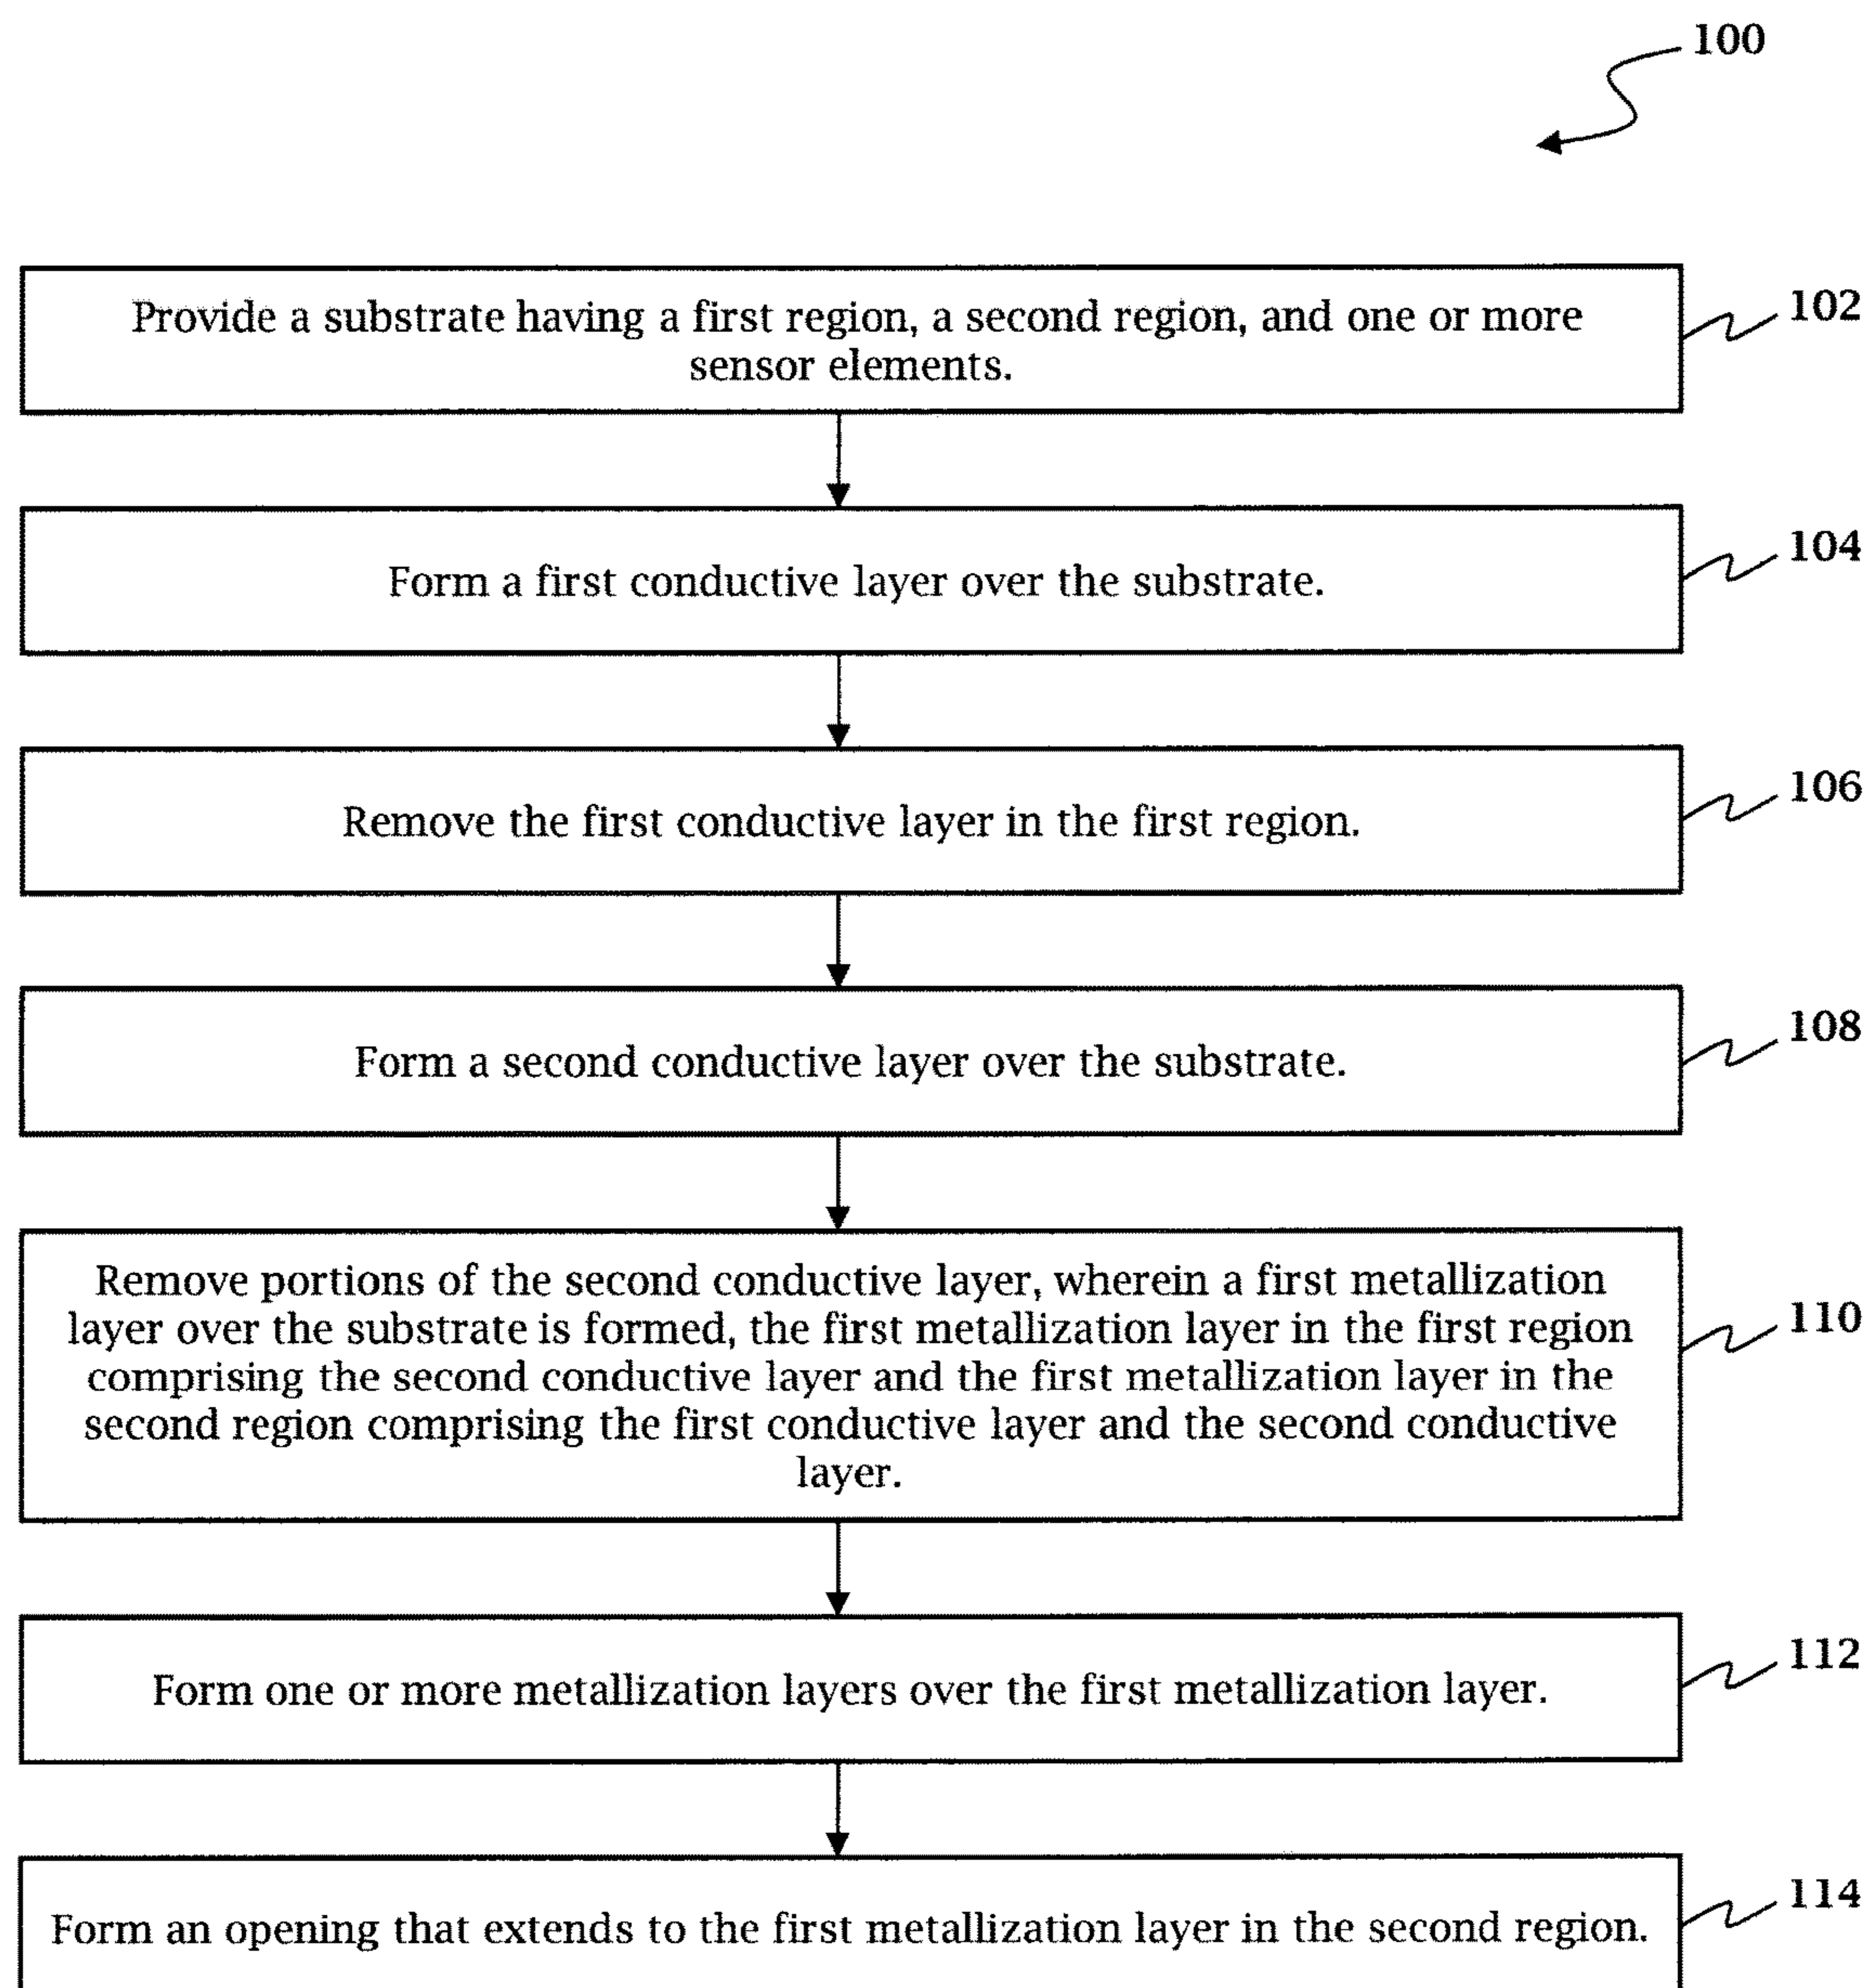 100
Provide a substrate having a first region, a second region, and one or more
sensor elements.
102
Form a first conductive layer over the substrate.
104
Remove the first conductive layer in the first region.
106
Form a second conductive layer over the substrate.
108
Remove portions of the second conductive layer, wherein a first metallization
layer over the substrate is formed, the first metallization layer in the first region
comprising the second conductive layer and the first metallization layer in the
second region comprising the first conductive layer and the second conductive
layer.
110
Form one or more metallization layers over the first metallization layer.
112
Form an opening that extends to the first metallization layer in the second region.
114